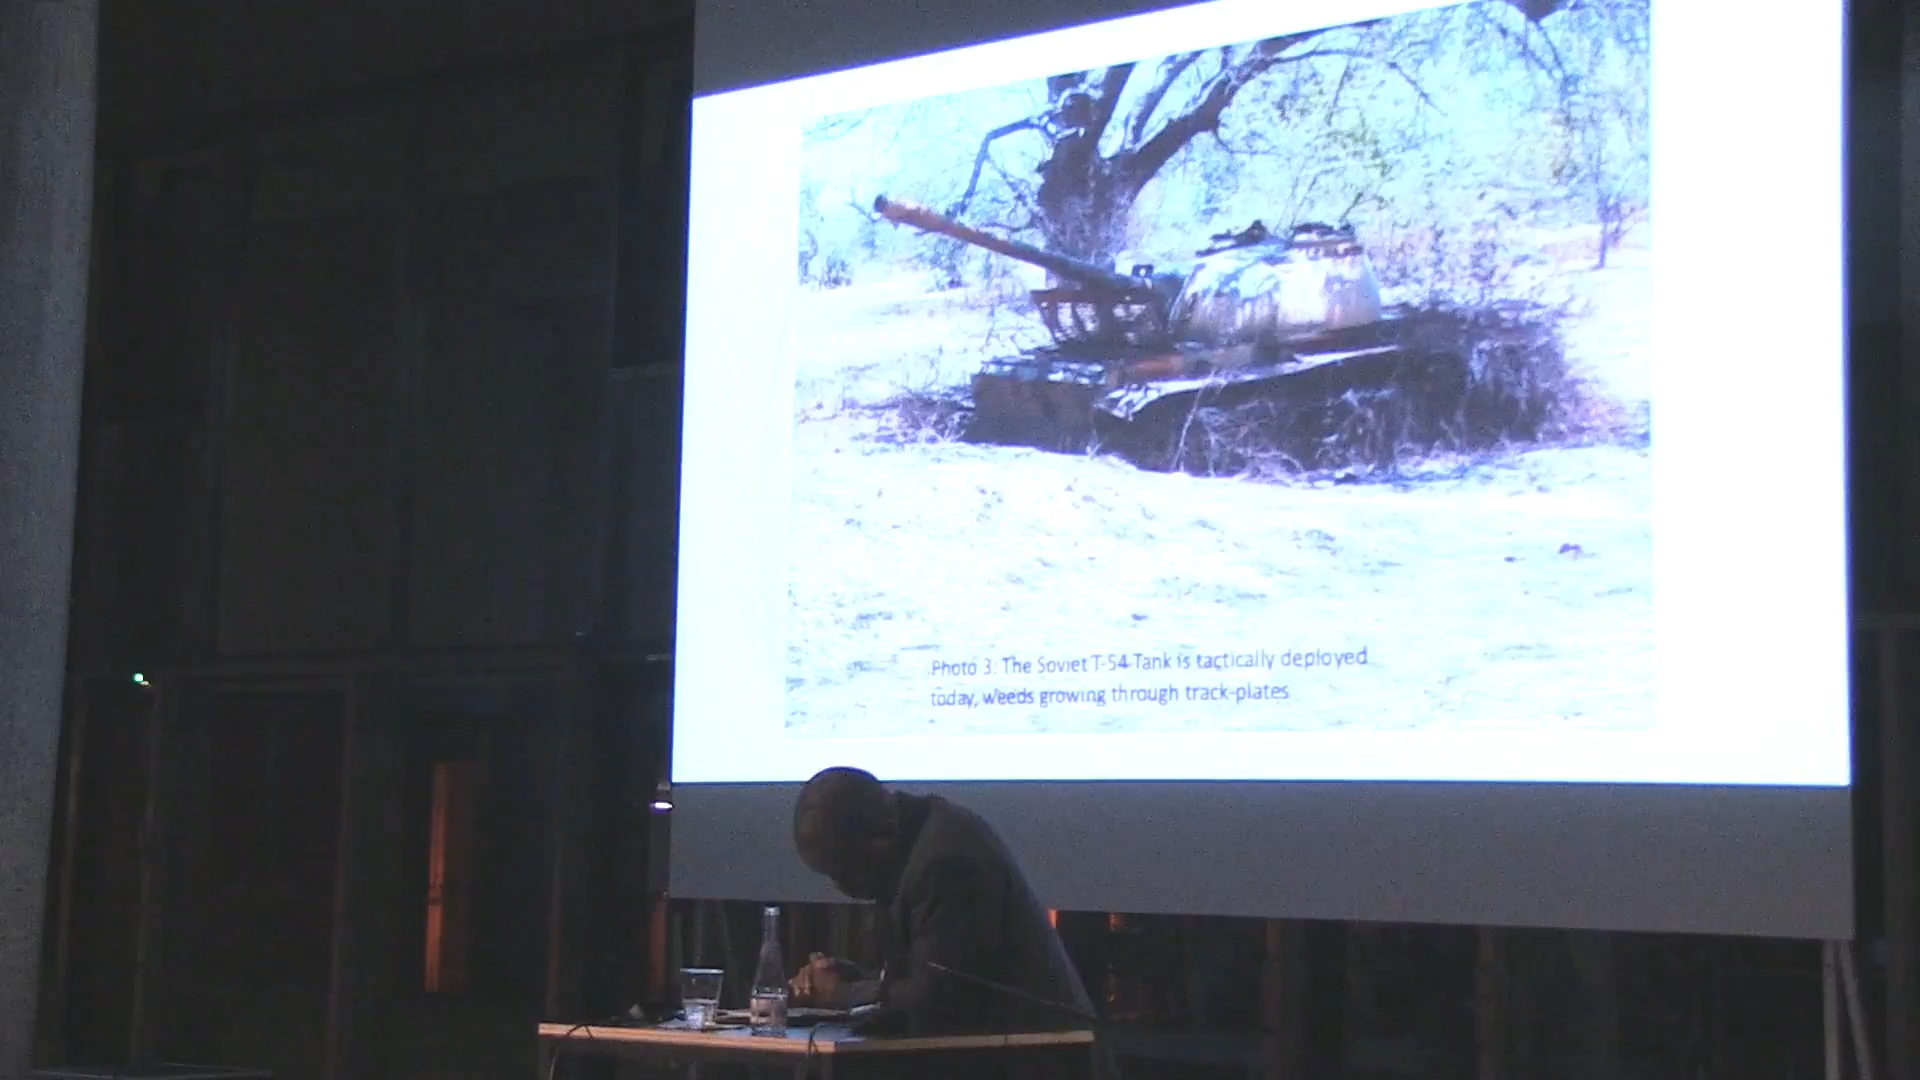 Photo 3: The Soviet T-54 Tank is tactically deployed
today, weeds growing through track-plates